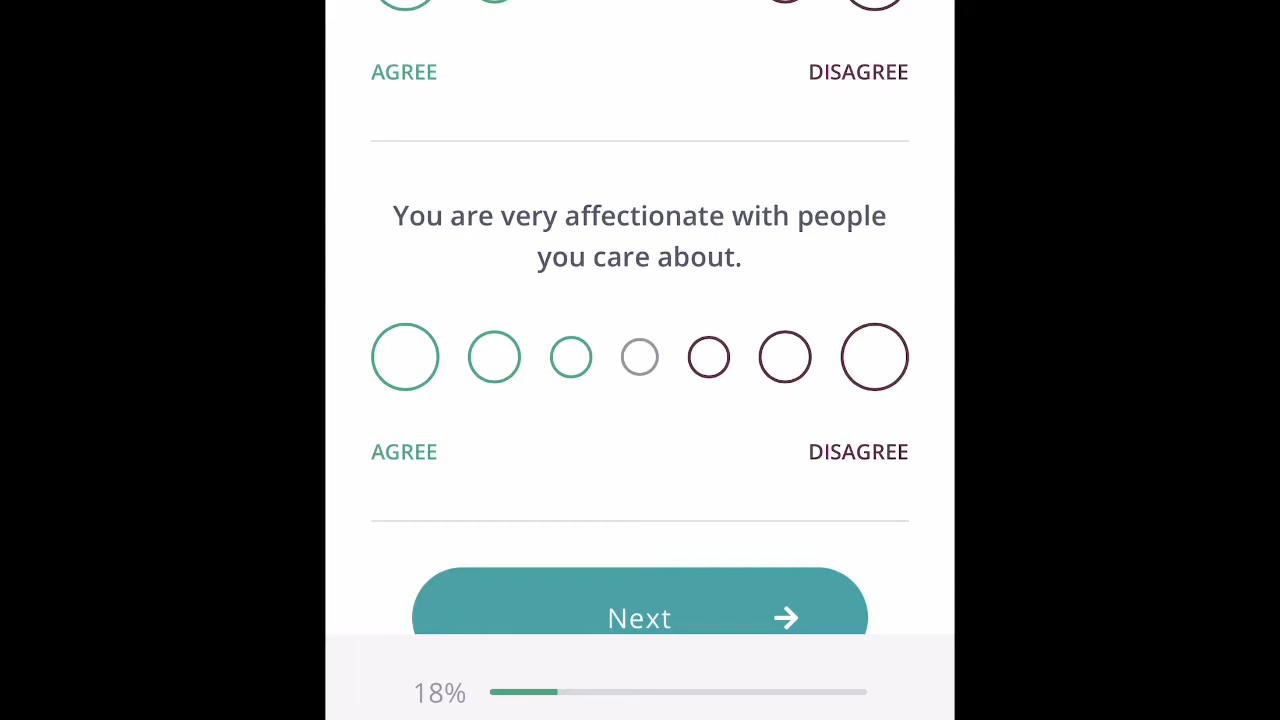 AGREE DISAGREE
You are very affectionate with people
you care about.
AGREE DISAGREE
Next
18%